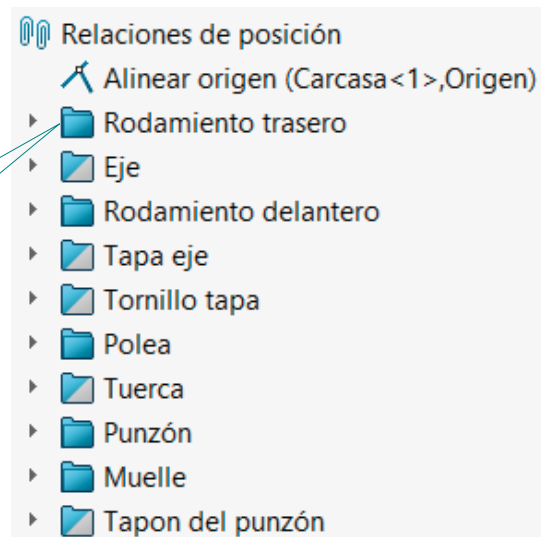 Relaciones de posición
Alinear origen (Carcasa<1>,Origen)
Rodamiento trasero
Eje
Rodamiento delantero
Tapa eje
Tornillo tapa
Polea
Tuerca
Punzón
Muelle
Tapon del punzón